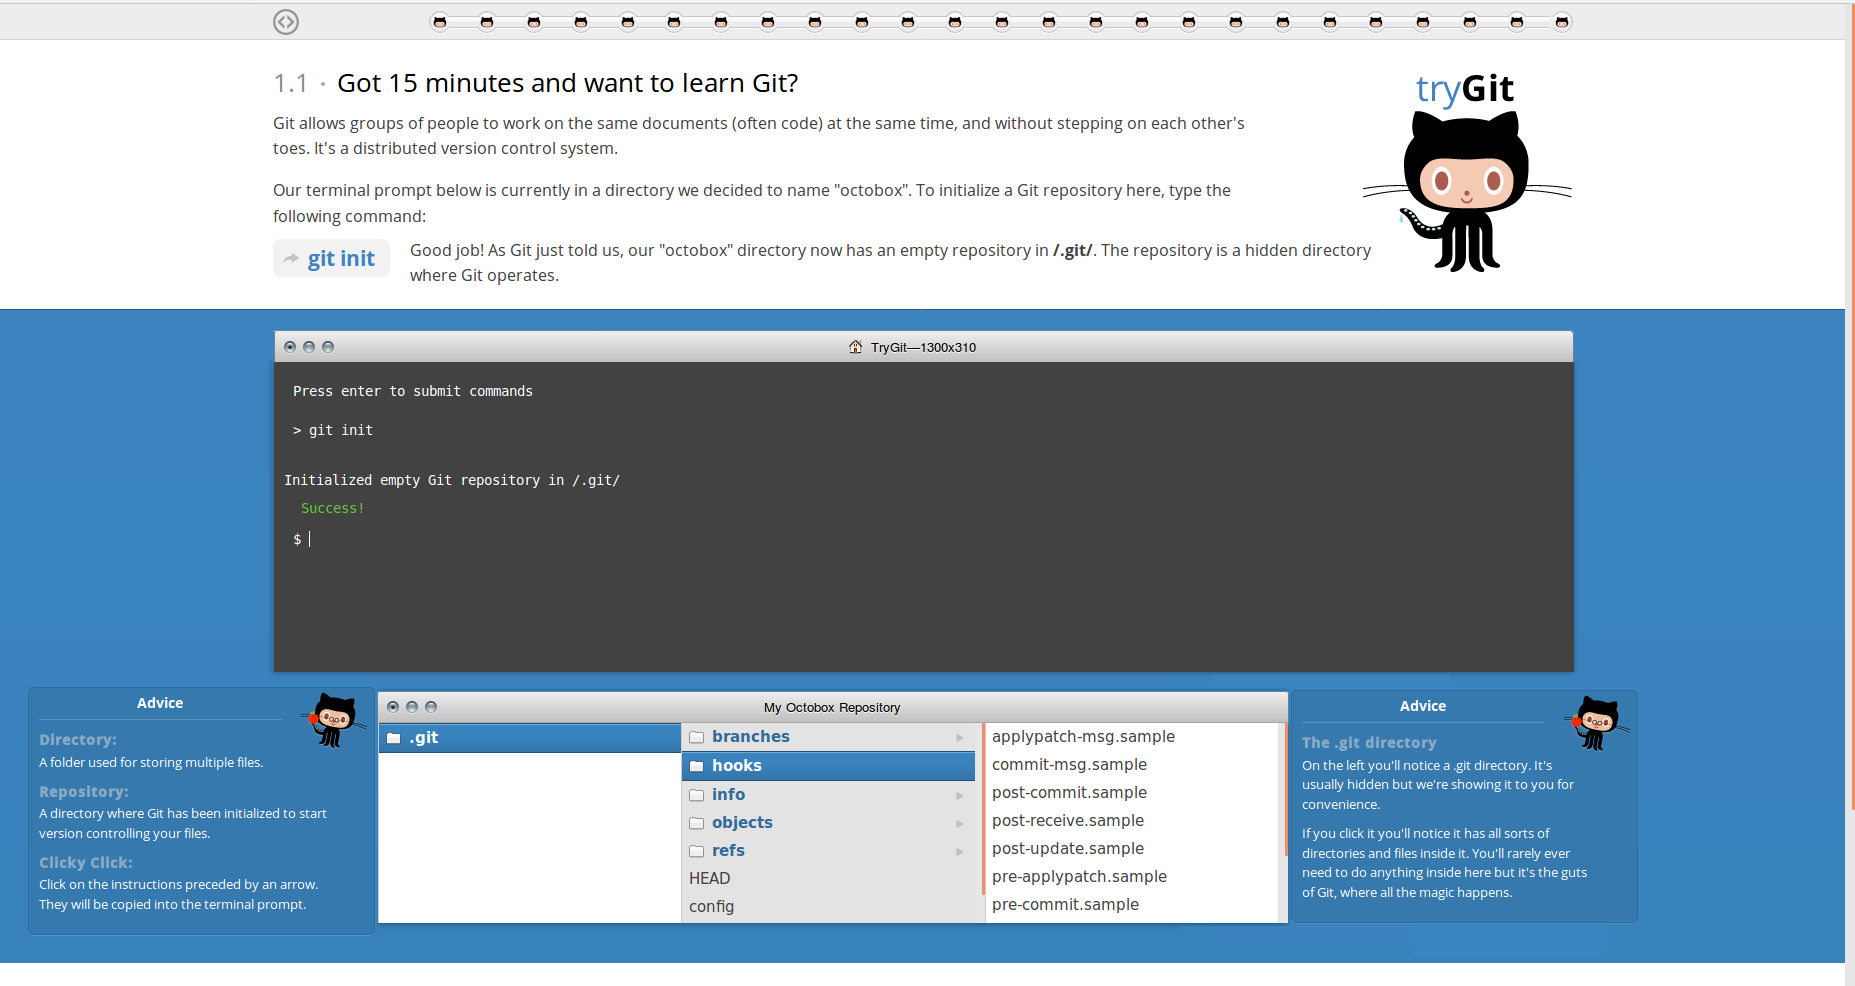 1.1 · Got 15 minutes and want to learn Git?
tryGit
Git allows groups of people to work on the same documents (often code) at the same time, and without stepping on each other's
toes. It's a distributed version control system.
Our terminal prompt below is currently in a directory we decided to name "octobox". To initialize a Git repository here, type the
following command:
git init
Good job! As Git just told us, our "octobox" directory now has an empty repository in /.git/. The repository is a hidden directory
where Git operates.
TryGit—1300x310
Press enter to submit commands
> git init
Initialized empty Git repository in /.git/
Success!
$
Advice
Directory:
A folder used for storing multiple files.
Repository:
A directory where Git has been initialized to start
version controlling your files.
Clicky Click:
Click on the instructions preceded by an arrow.
They will be copied into the terminal prompt.
My Octobox Repository
.git
branches
hooks
info
objects
refs
HEAD
config
applypatch-msg.sample
commit-msg.sample
post-commit.sample
post-receive.sample
post-update.sample
pre-applypatch.sample
pre-commit.sample
Advice
The .git directory
On the left you'll notice a .git directory. It's
usually hidden but we're showing it to you for
convenience.
If you click it you'll notice it has all sorts of
directories and files inside it. You'll rarely ever
need to do anything inside here but it's the guts
of Git, where all the magic happens.